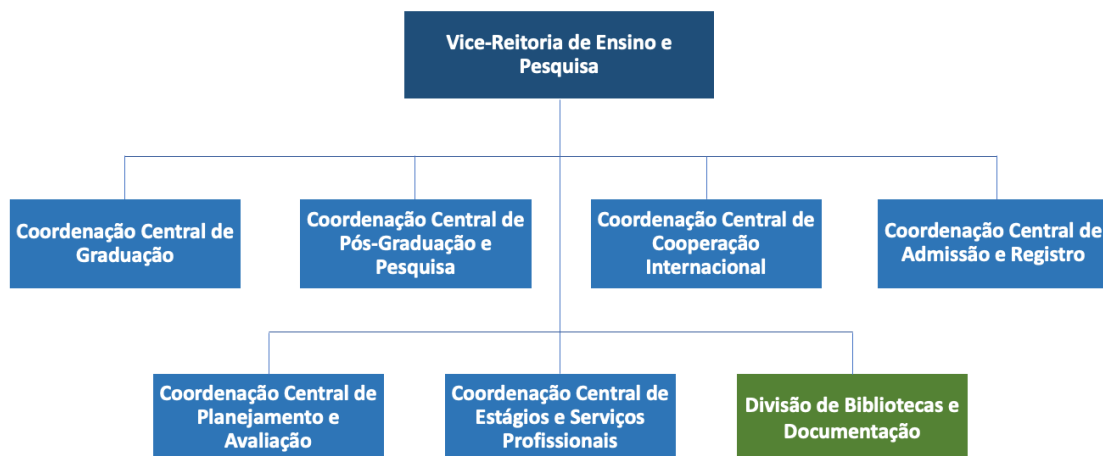 Vice-Reitoria de Ensino e
Pesquisa
Coordenação Central de
Graduação
Coordenação Central de
Pós-Graduação e
Pesquisa
Coordenação Central de
Cooperação
Internacional
Coordenação Central de
Admissão e Registro
Coordenação Central de
Planejamento e
Avaliação
Coordenação Central de
Estágios e Serviços
Profissionais
Divisão de Bibliotecas e
Documentação